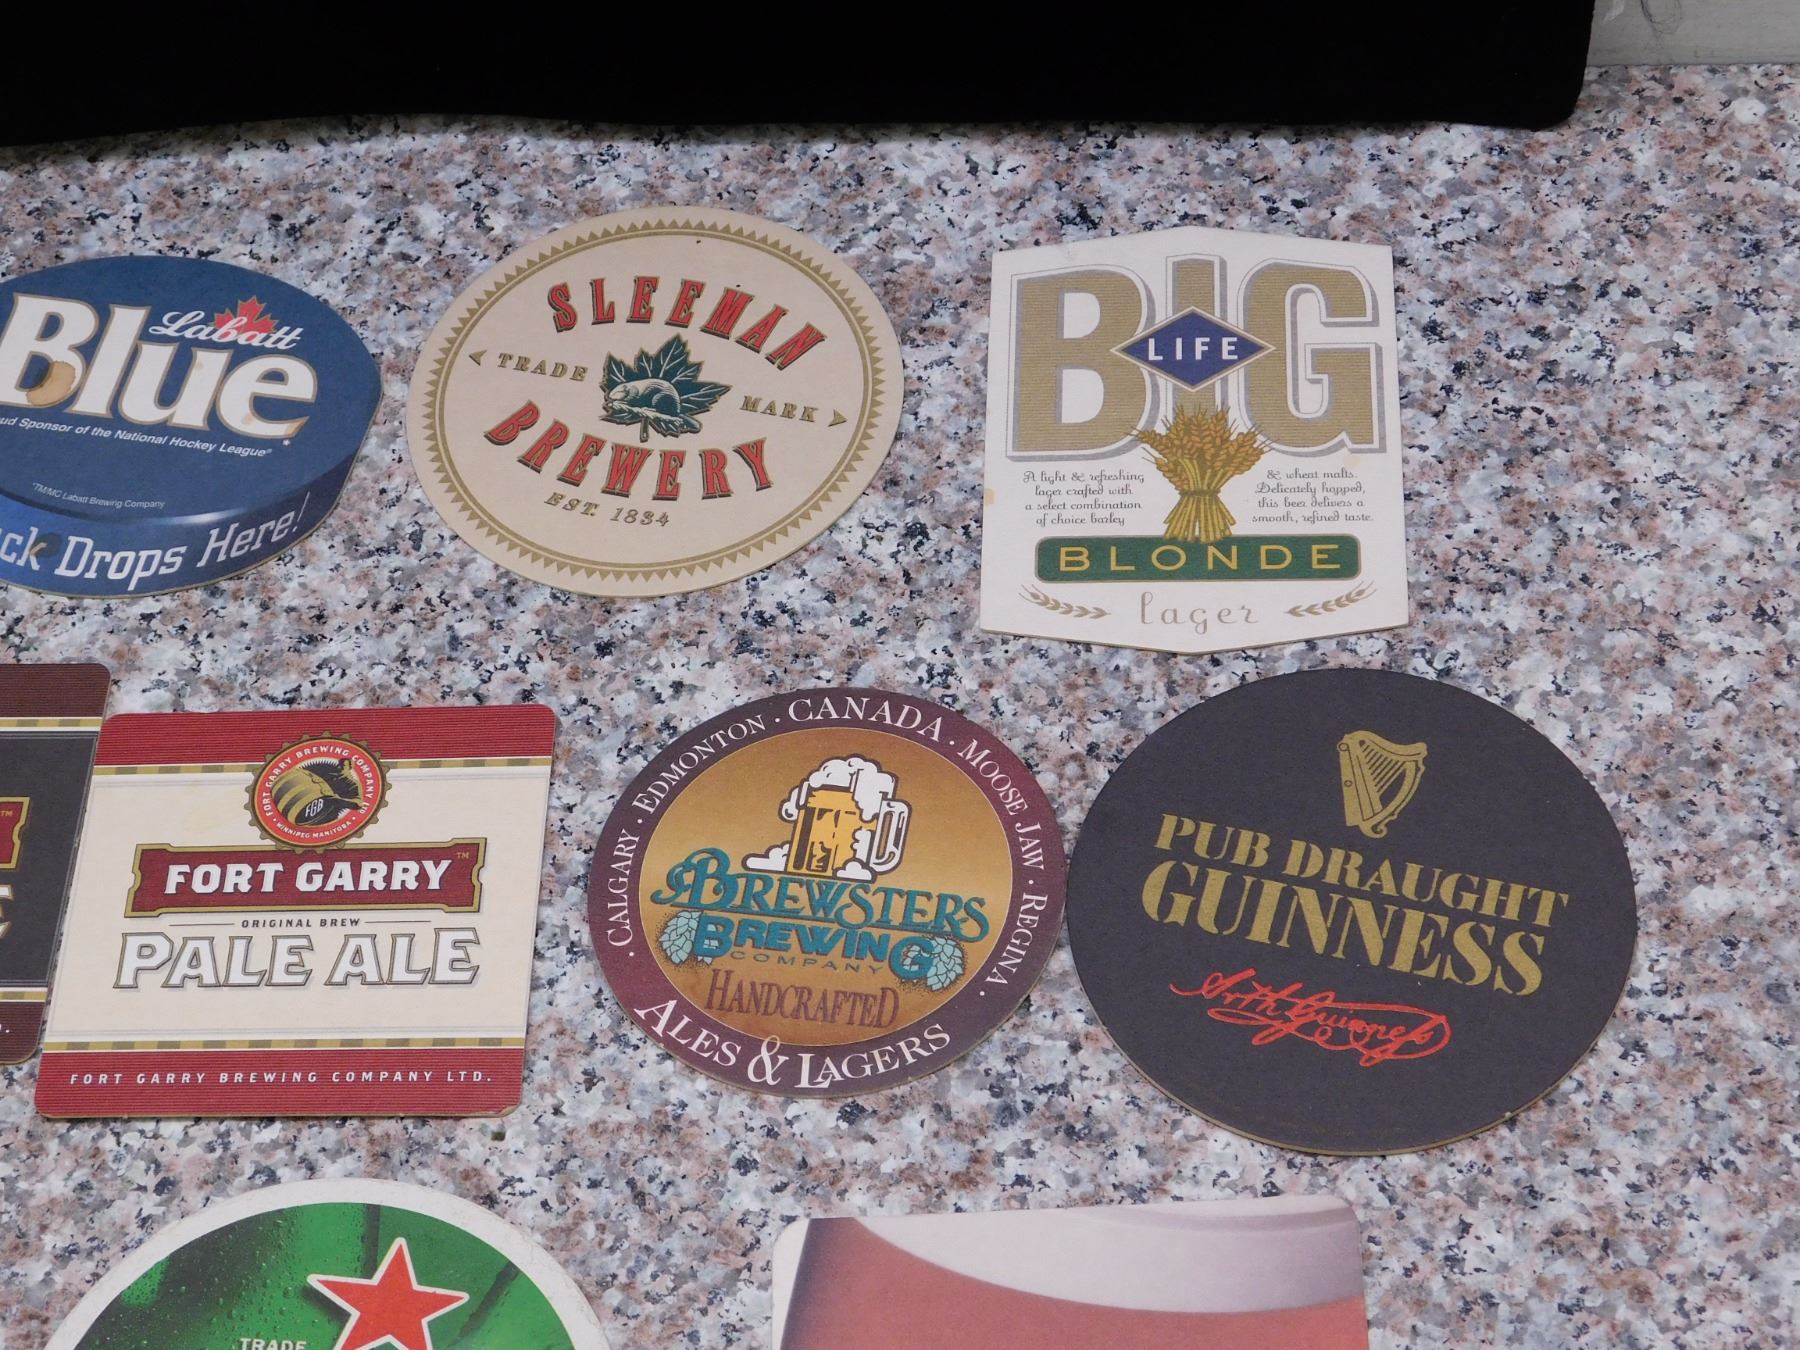 Labatt
Blue
ud Sponsor of the National Hockey League®
*TM/MC Labatt Brewing Company
ck Drops Here!
SLEEMAN
TRADE MARK
BREWERY
EST. 1834
BIG
LIFE
A light & refreshing
lager crafted with
a select combination
of choice barley
& wheat malts.
Delicately hopped,
this beer delivers a
smooth, refined taste.
BLONDE
lager
FORT GARRY BREWING COMPANY LTD.
FGB
WINNIPEG MANITOBA
FORT GARRY™
ORIGINAL BREW
PALE ALE
FORT GARRY BREWING COMPANY LTD.
· CALGARY · EDMONTON · CANADA · MOOSE JAW · REGINA ·
BREWSTERS
BREWING
COMPANY
HANDCRAFTED
ALES & LAGERS
PUB DRAUGHT
GUINNESS
Arth Guinness
TRADE